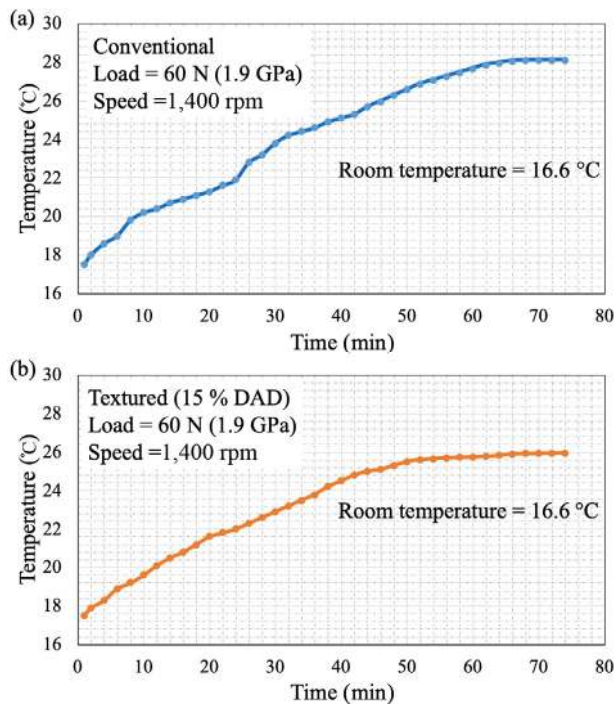 (a)
30
28
26
24
22
20
18
16
Temperature (℃)
Conventional
Load = 60 N (1.9 GPa)
Speed =1,400 rpm
Room temperature = 16.6 °C
0 10 20 30 40 50 60 70 80
Time (min)
(b)
30
28
26
24
22
20
18
16
Temperature (℃)
Textured (15 % DAD)
Load = 60 N (1.9 GPa)
Speed =1,400 rpm
Room temperature = 16.6 °C
0 10 20 30 40 50 60 70 80
Time (min)